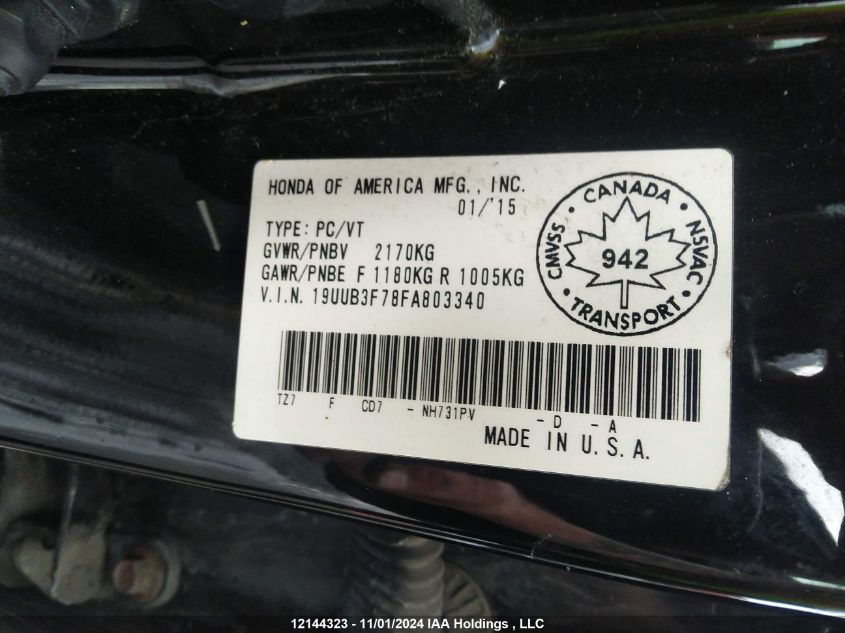 HONDA OF AMERICA MFG., INC.
01/'15
TYPE: PC/VT
GVWR/PNBV 2170KG
GAWR/PNBE F 1180KG R 1005KG
V.I.N. 19UUB3F78FA803340
CANADA
CMVSS
942
NSVAC
TRANSPORT
TZ7 F CD7 - NH731PV - D - A
MADE IN U.S.A.
12144323 - 11/01/2024 IAA Holdings , LLC